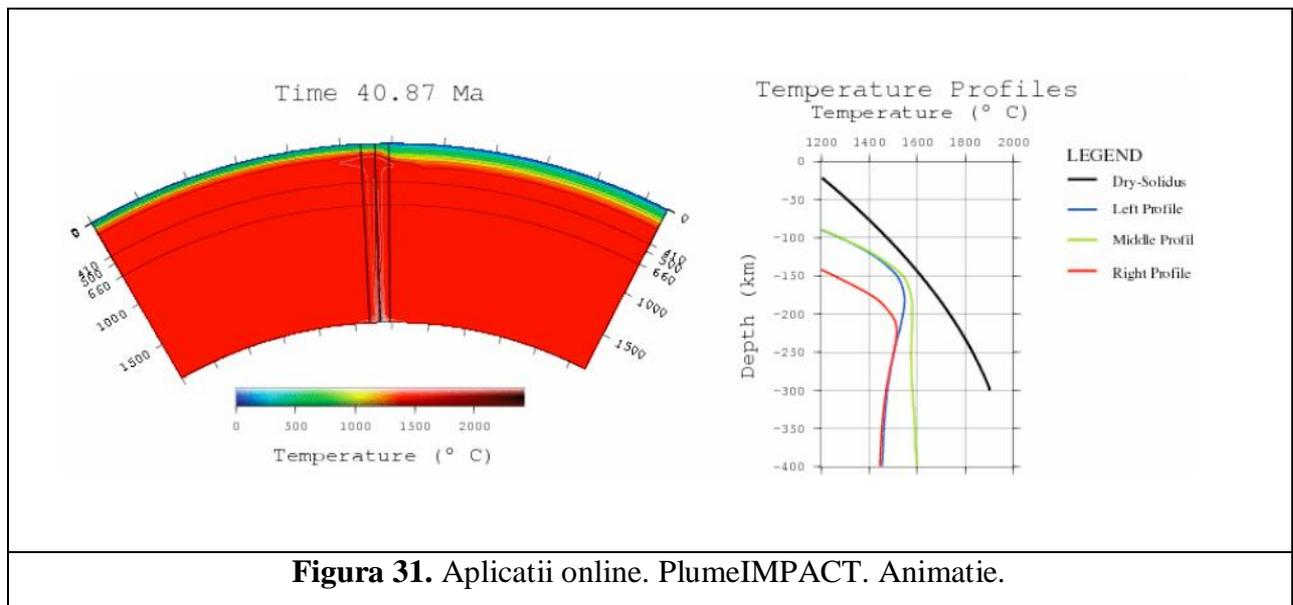 Time 40.87 Ma
0
410
500
660
1000
1500
0
410
500
660
1000
1500
0 500 1000 1500 2000
Temperature (° C)
Temperature Profiles
Temperature (° C)
1200 1400 1600 1800 2000
0
-50
-100
-150
-200
-250
-300
-350
-400
Depth (km)
LEGEND
Dry-Solidus
Left Profile
Middle Profil
Right Profile
Figura 31. Aplicatii online. PlumeIMPACT. Animatie.